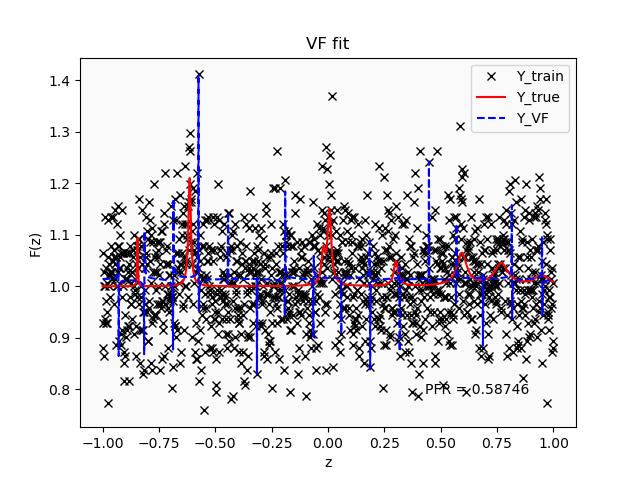 VF fit
Y_train
Y_true
Y_VF
F(z)
1.4
1.3
1.2
1.1
1.0
0.9
0.8
PFR = 0.58746
−1.00 −0.75 −0.50 −0.25 0.00 0.25 0.50 0.75 1.00
z